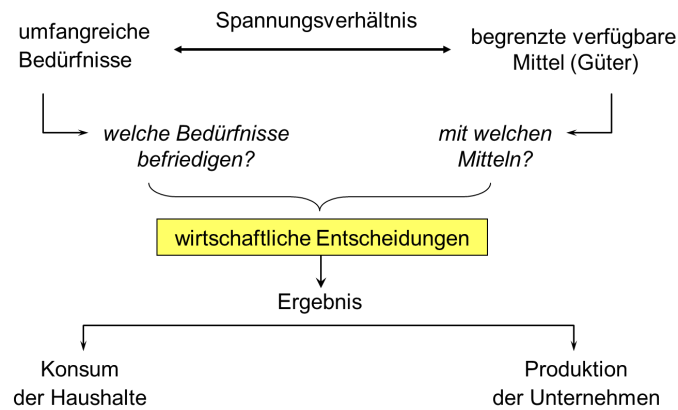 umfangreiche
Bedürfnisse
Spannungsverhältnis
begrenzte verfügbare
Mittel (Güter)
welche Bedürfnisse
befriedigen?
mit welchen
Mitteln?
wirtschaftliche Entscheidungen
Ergebnis
Konsum
der Haushalte
Produktion
der Unternehmen